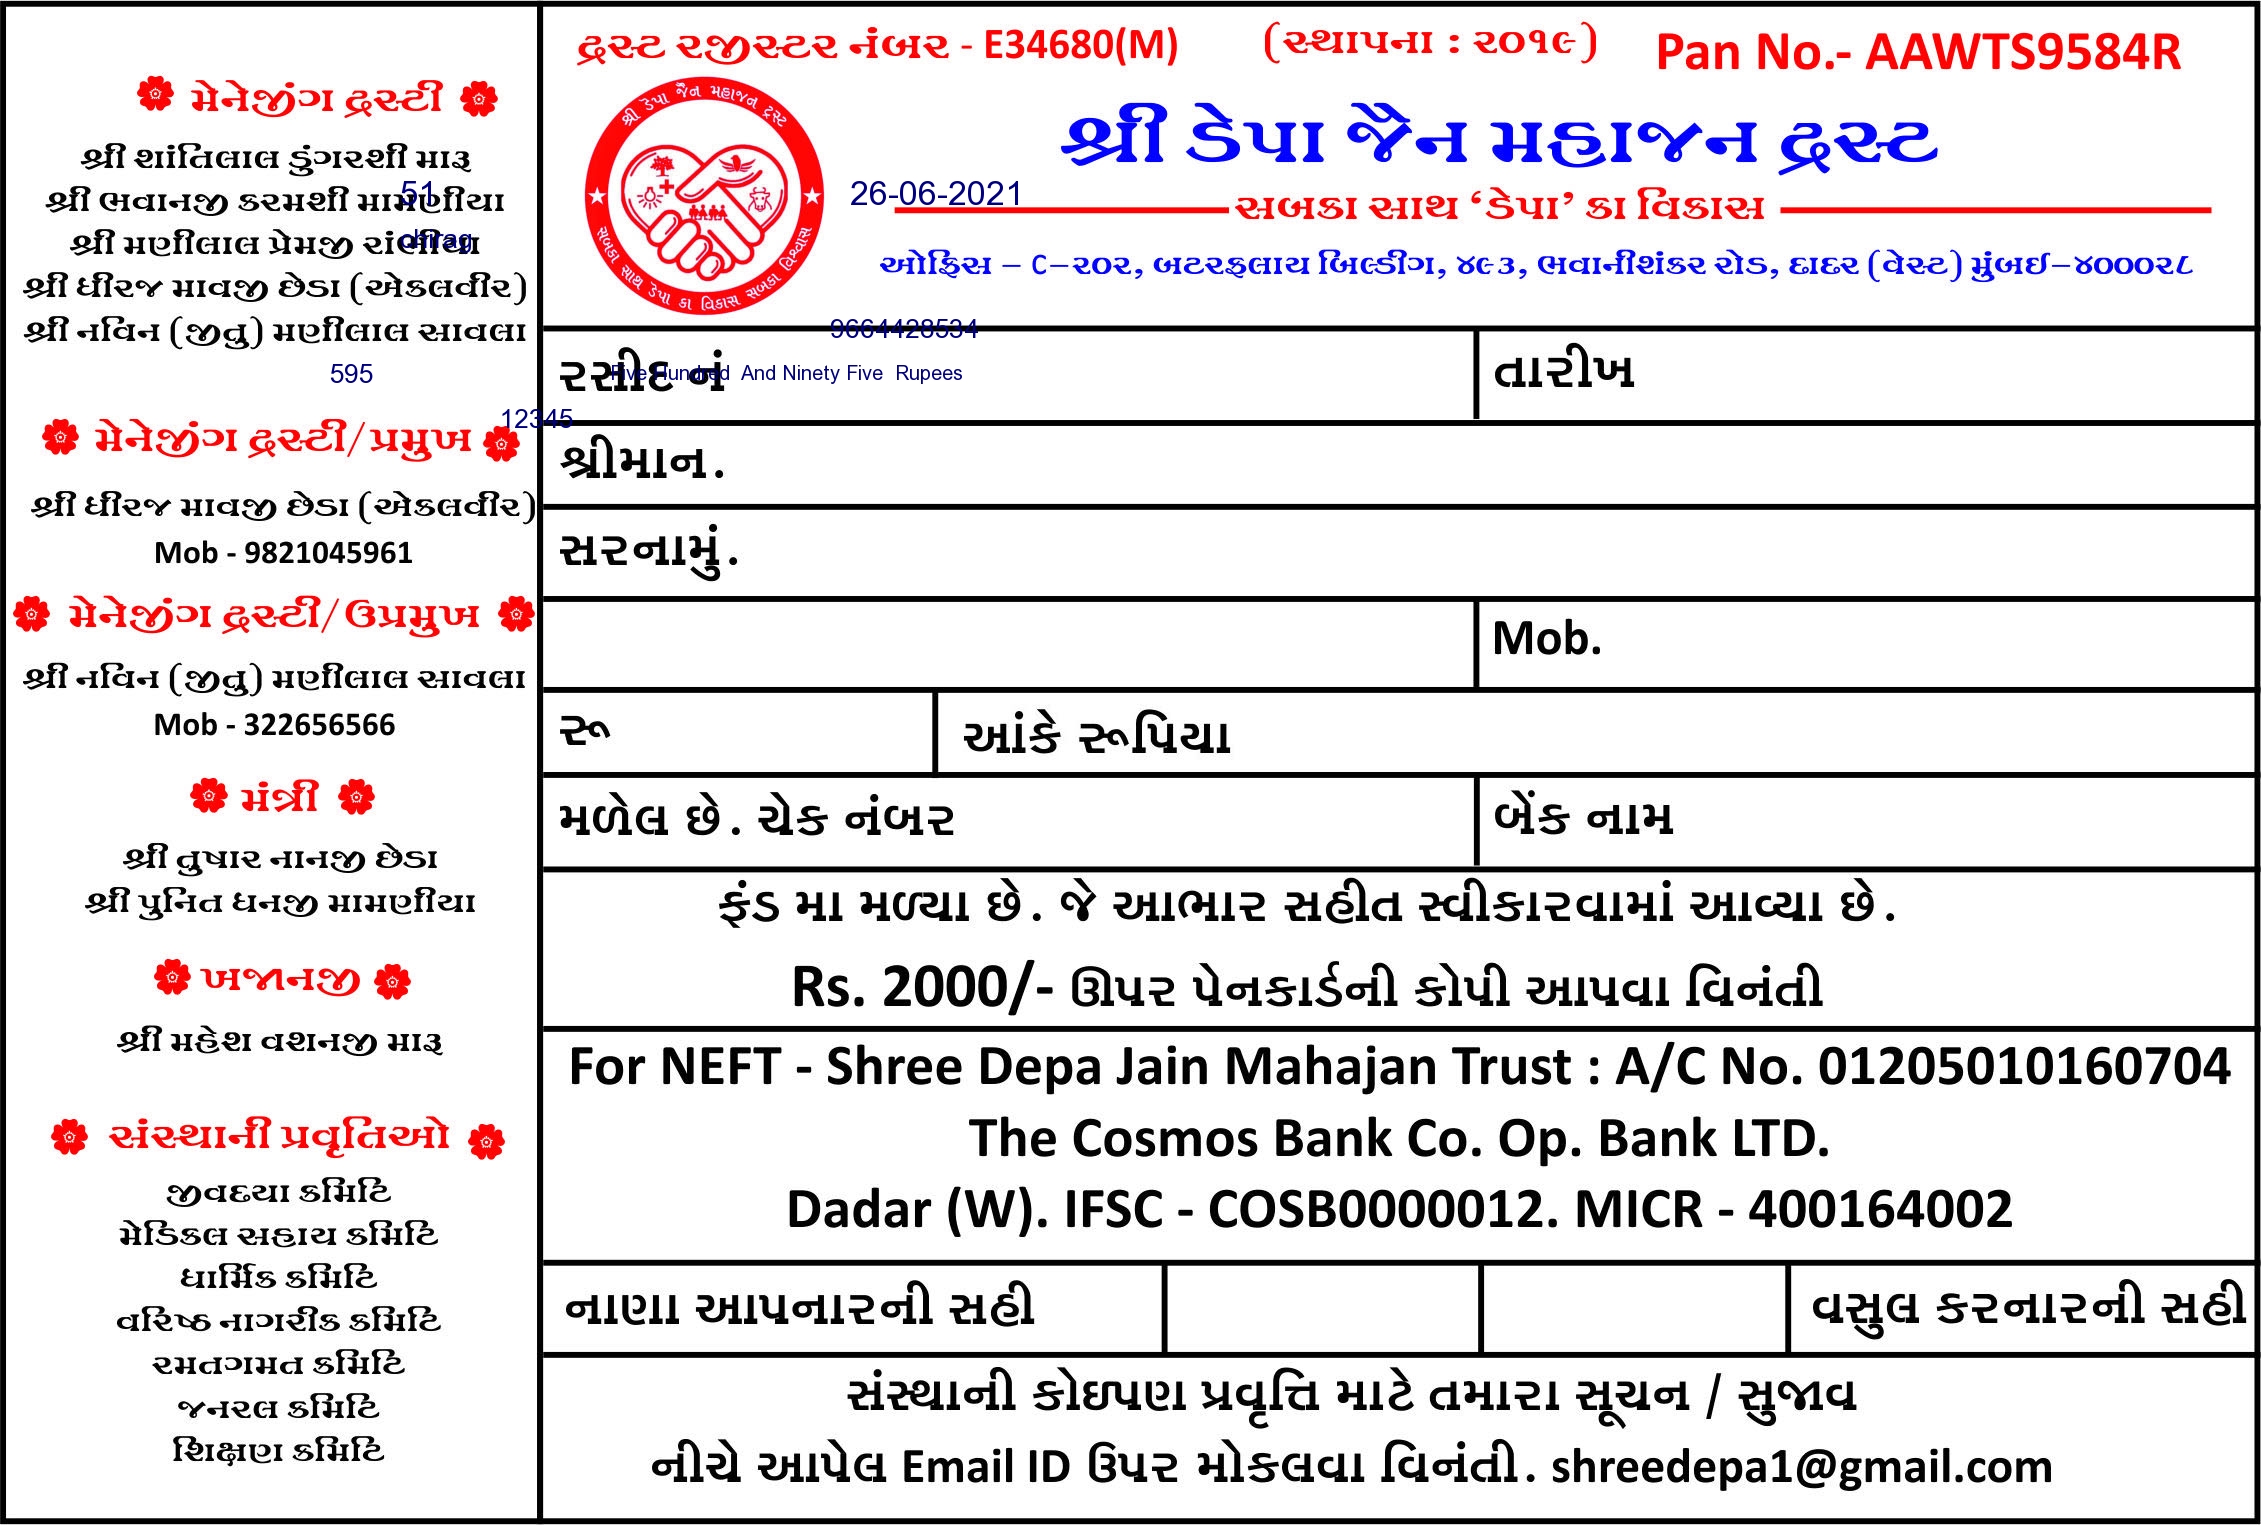 મેનેજીંગ ટ્રસ્ટી
શ્રી શાંતિલાલ ડુંગરશી મારૂ
શ્રી ભવાનજી કરમશી મામણીયા
51
શ્રી મણીલાલ પ્રેમજી રાંભીયા
chirag
શ્રી ધીરજ માવજી છેડા (એકલવીર)
શ્રી નવિન (જીતુ) મણીલાલ સાવલા
595
12345
મેનેજીંગ ટ્રસ્ટી/પ્રમુખ
શ્રી ધીરજ માવજી છેડા (એકલવીર)
Mob - 9821045961
મેનેજીંગ ટ્રસ્ટી/ઉપ્રમુખ
શ્રી નવિન (જીતુ) મણીલાલ સાવલા
Mob - 322656566
મંત્રી
શ્રી તુષાર નાનજી છેડા
શ્રી પુનિત ધનજી મામણીયા
ખજાનજી
શ્રી મહેશ વશનજી મારૂ
સંસ્થાની પ્રવૃતિઓ
જીવદયા કમિટિ
મેડિકલ સહાય કમિટિ
ધાર્મિક કમિટિ
વરિષ્ઠ નાગરીક કમિટિ
રમતગમત કમિટિ
જનરલ કમિટિ
શિક્ષણ કમિટિ
ટ્રસ્ટ રજીસ્ટર નંબર - E34680(M) (સ્થાપના : ૨૦૧૯) Pan No.- AAWTS9584R
શ્રી ડેપા જૈન મહાજન ટ્રસ્ટ
સબકા સાથ ડેપા કા વિકાસ સબકા વિશ્વાસ
શ્રી ડેપા જૈન મહાજન ટ્રસ્ટ
26-06-2021
સબકા સાથ ‘ડેપા’ કા વિકાસ
ઓફિસ - C-૨૦૨, બટરફલાય બિલ્ડીંગ, ૪૯૩, ભવાનીશંકર રોડ, દાદર (વેસ્ટ) મુંબઈ-૪૦૦૦૨૮
9664428534
રસીદ નં તારીખ
Five Hundred And Ninety Five Rupees
શ્રીમાન.
સરનામું.
Mob.
રૂ આંકે રૂપિયા
મળેલ છે. ચેક નંબર બેંક નામ
ફંડ મા મળ્યા છે. જે આભાર સહીત સ્વીકારવામાં આવ્યા છે.
Rs. 2000/- ઊપર પેનકાર્ડની કોપી આપવા વિનંતી
For NEFT - Shree Depa Jain Mahajan Trust : A/C No. 01205010160704
The Cosmos Bank Co. Op. Bank LTD.
Dadar (W). IFSC - COSB0000012. MICR - 400164002
નાણા આપનારની સહી વસુલ કરનારની સહી
સંસ્થાની કોઇપણ પ્રવૃત્તિ માટે તમારા સૂચન / સુજાવ
નીચે આપેલ Email ID ઉપર મોકલવા વિનંતી. shreedepa1@gmail.com